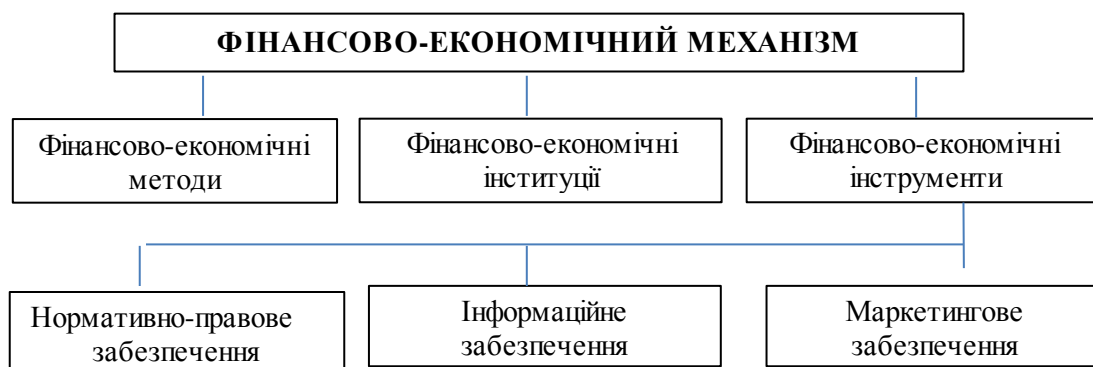 ФІНАНСОВО-ЕКОНОМІЧНИЙ МЕХАНІЗМ
Фінансово-економічні
методи
Фінансово-економічні
інституції
Фінансово-економічні
інструменти
Нормативно-правове
забезпечення
Інформаційне
забезпечення
Маркетингове
забезпечення